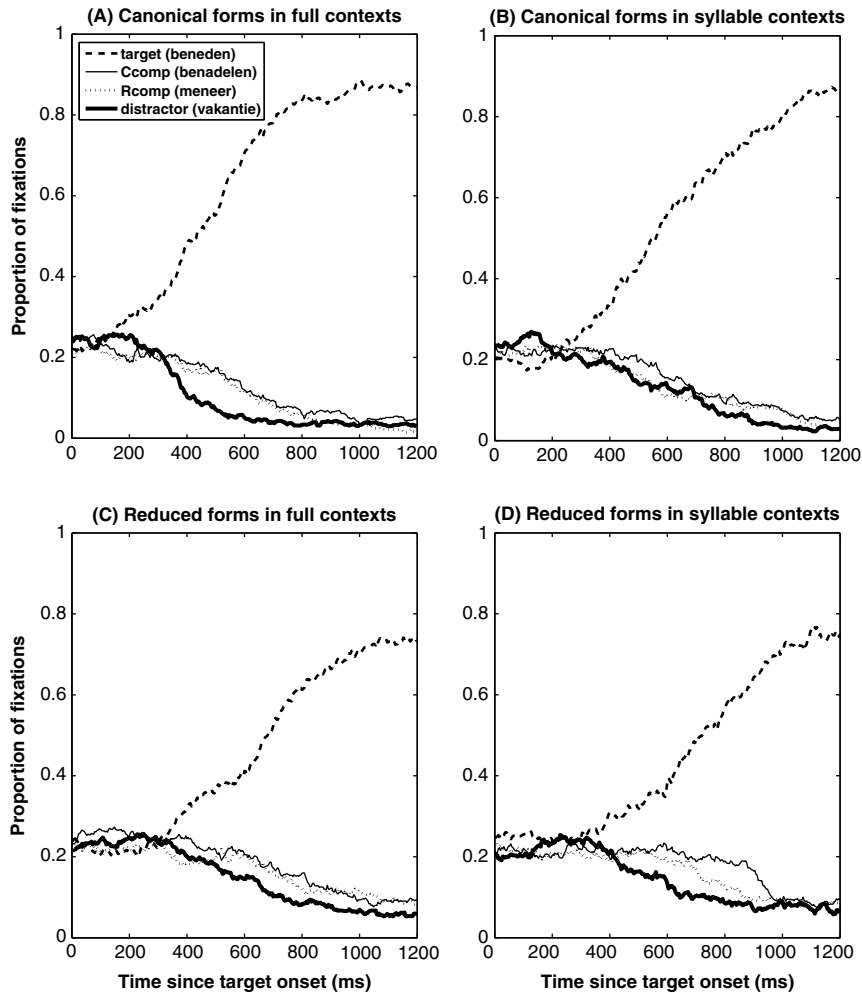 (A) Canonical forms in full contexts
1
0.8
0.6
0.4
0.2
0
Proportion of fixations
target (beneden)
Ccomp (benadelen)
Rcomp (meneer)
distractor (vakantie)
0 200 400 600 800 1000 1200
(B) Canonical forms in syllable contexts
1
0.8
0.6
0.4
0.2
0
0 200 400 600 800 1000 1200
(C) Reduced forms in full contexts
1
0.8
0.6
0.4
0.2
0
Proportion of fixations
0 200 400 600 800 1000 1200
Time since target onset (ms)
(D) Reduced forms in syllable contexts
1
0.8
0.6
0.4
0.2
0
0 200 400 600 800 1000 1200
Time since target onset (ms)